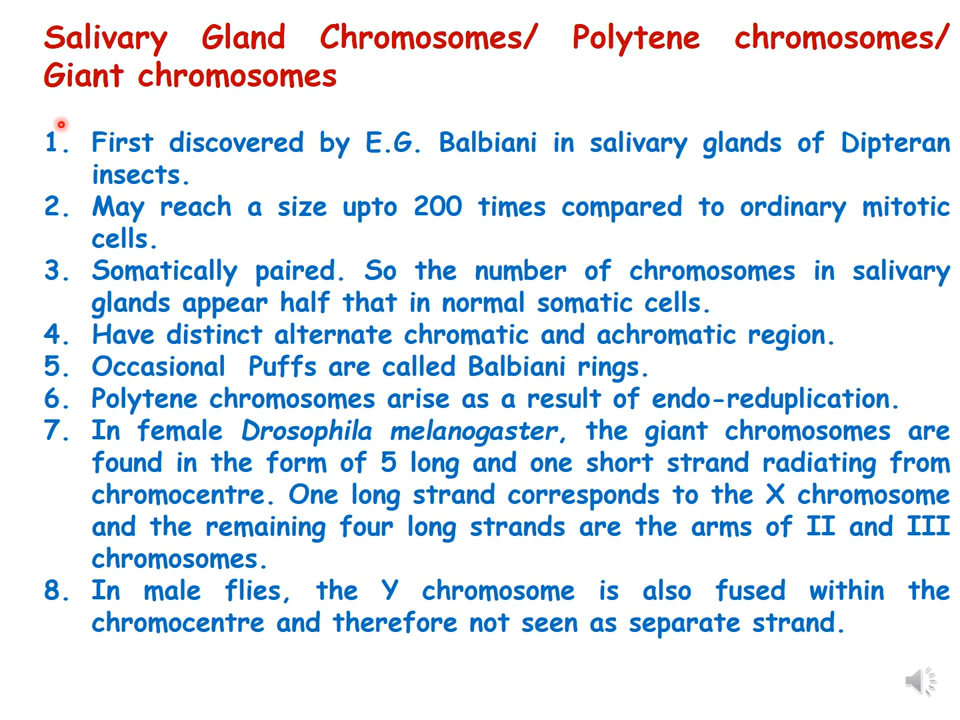 Salivary Gland Chromosomes/ Polytene chromosomes/
Giant chromosomes
1. First discovered by E.G. Balbiani in salivary glands of Dipteran
insects.
2. May reach a size upto 200 times compared to ordinary mitotic
cells.
3. Somatically paired. So the number of chromosomes in salivary
glands appear half that in normal somatic cells.
4. Have distinct alternate chromatic and achromatic region.
5. Occasional Puffs are called Balbiani rings.
6. Polytene chromosomes arise as a result of endo-reduplication.
7. In female Drosophila melanogaster, the giant chromosomes are
found in the form of 5 long and one short strand radiating from
chromocentre. One long strand corresponds to the X chromosome
and the remaining four long strands are the arms of II and III
chromosomes.
8. In male flies, the Y chromosome is also fused within the
chromocentre and therefore not seen as separate strand.